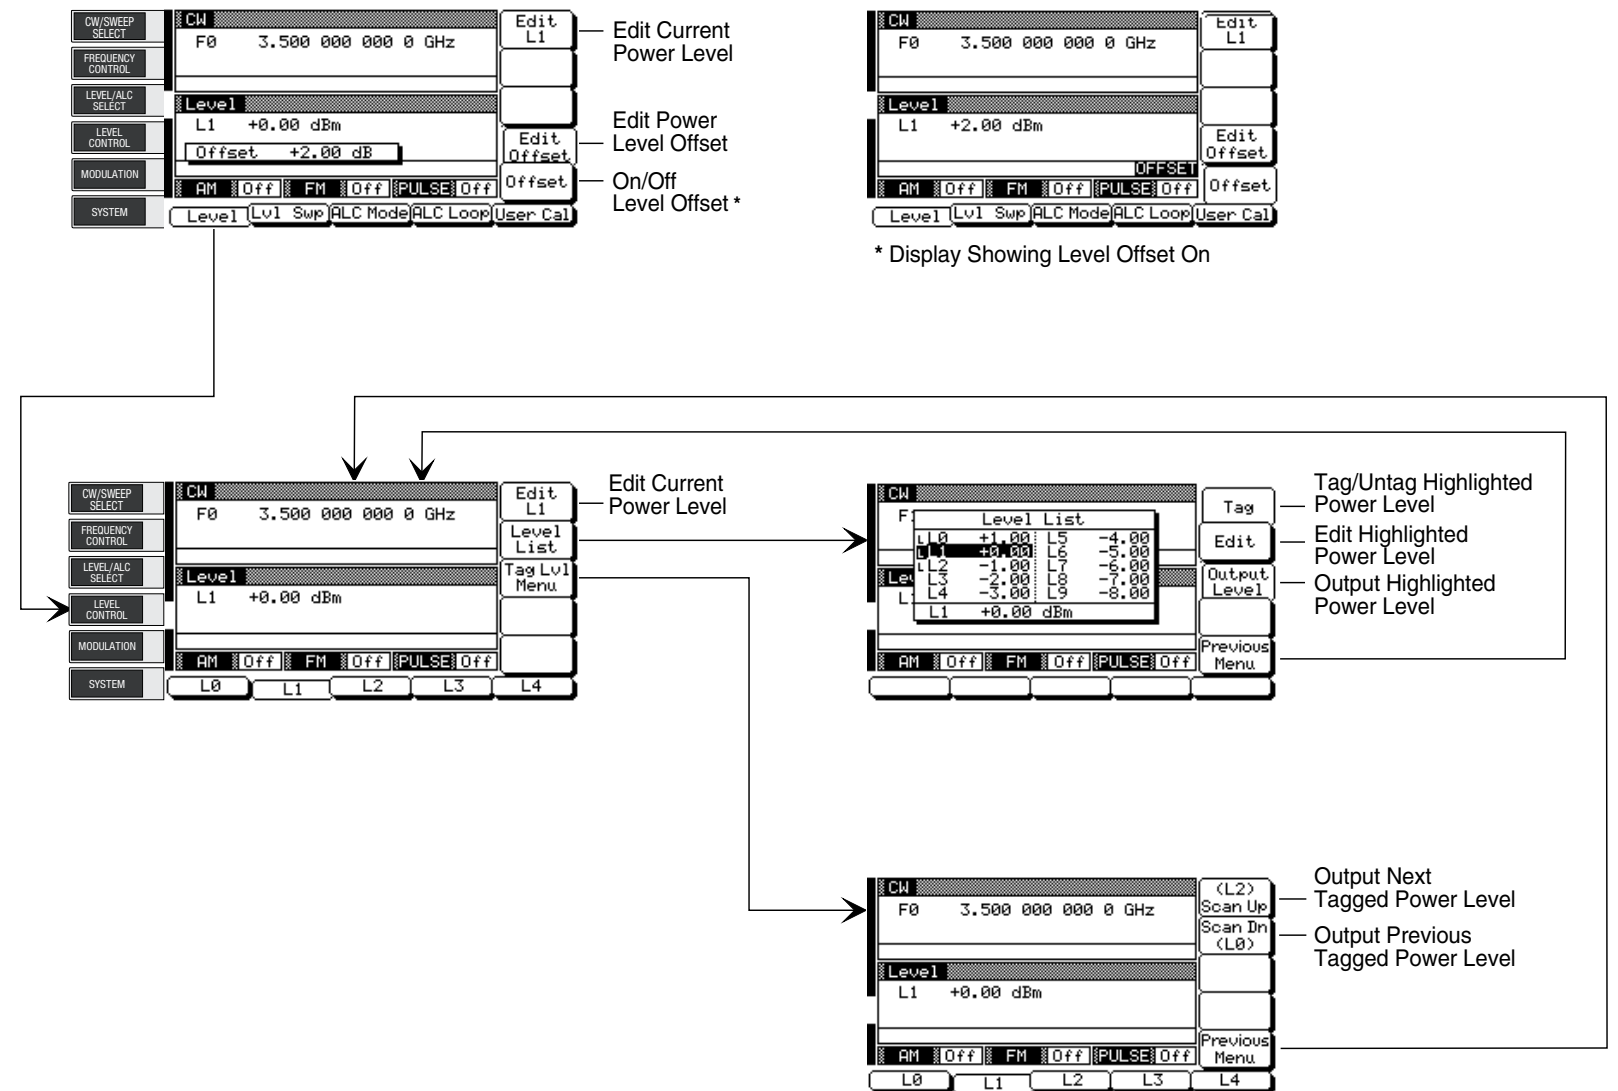 CW/SWEEP
SELECT
FREQUENCY
CONTROL
LEVEL/ALC
SELECT
LEVEL
CONTROL
MODULATION
SYSTEM
CW
F0 3.500 000 000 0 GHz
Level
L1 +0.00 dBm
Offset +2.00 dB
AM Off FM Off PULSE Off
Level Lvl Swp ALC Mode ALC Loop User Cal
Edit
L1
Edit
Offset
Offset
Edit Current
Power Level
Edit Power
Level Offset
On/Off
Level Offset *
CW
F0 3.500 000 000 0 GHz
Level
L1 +2.00 dBm
OFFSET
AM Off FM Off PULSE Off
Level Lvl Swp ALC Mode ALC Loop User Cal
Edit
L1
Edit
Offset
Offset
* Display Showing Level Offset On
CW/SWEEP
SELECT
FREQUENCY
CONTROL
LEVEL/ALC
SELECT
LEVEL
CONTROL
MODULATION
SYSTEM
CW
F0 3.500 000 000 0 GHz
Level
L1 +0.00 dBm
AM Off FM Off PULSE Off
L0 L1 L2 L3 L4
Edit
L1
Level
List
Tag Lvl
Menu
Edit Current
Power Level
CW
F
Level List
L L0 +1.00 L5 -4.00
L L1 +0.00 L6 -5.00
L L2 -1.00 L7 -6.00
L3 -2.00 L8 -7.00
L4 -3.00 L9 -8.00
L1 +0.00 dBm
Lev
L
AM Off FM Off PULSE Off
Tag
Edit
Output
Level
Previous
Menu
Tag/Untag Highlighted
Power Level
Edit Highlighted
Power Level
Output Highlighted
Power Level
CW
F0 3.500 000 000 0 GHz
Level
L1 +0.00 dBm
AM Off FM Off PULSE Off
L0 L1 L2 L3 L4
(L2)
Scan Up
Scan Dn
(L0)
Previous
Menu
Output Next
Tagged Power Level
Output Previous
Tagged Power Level